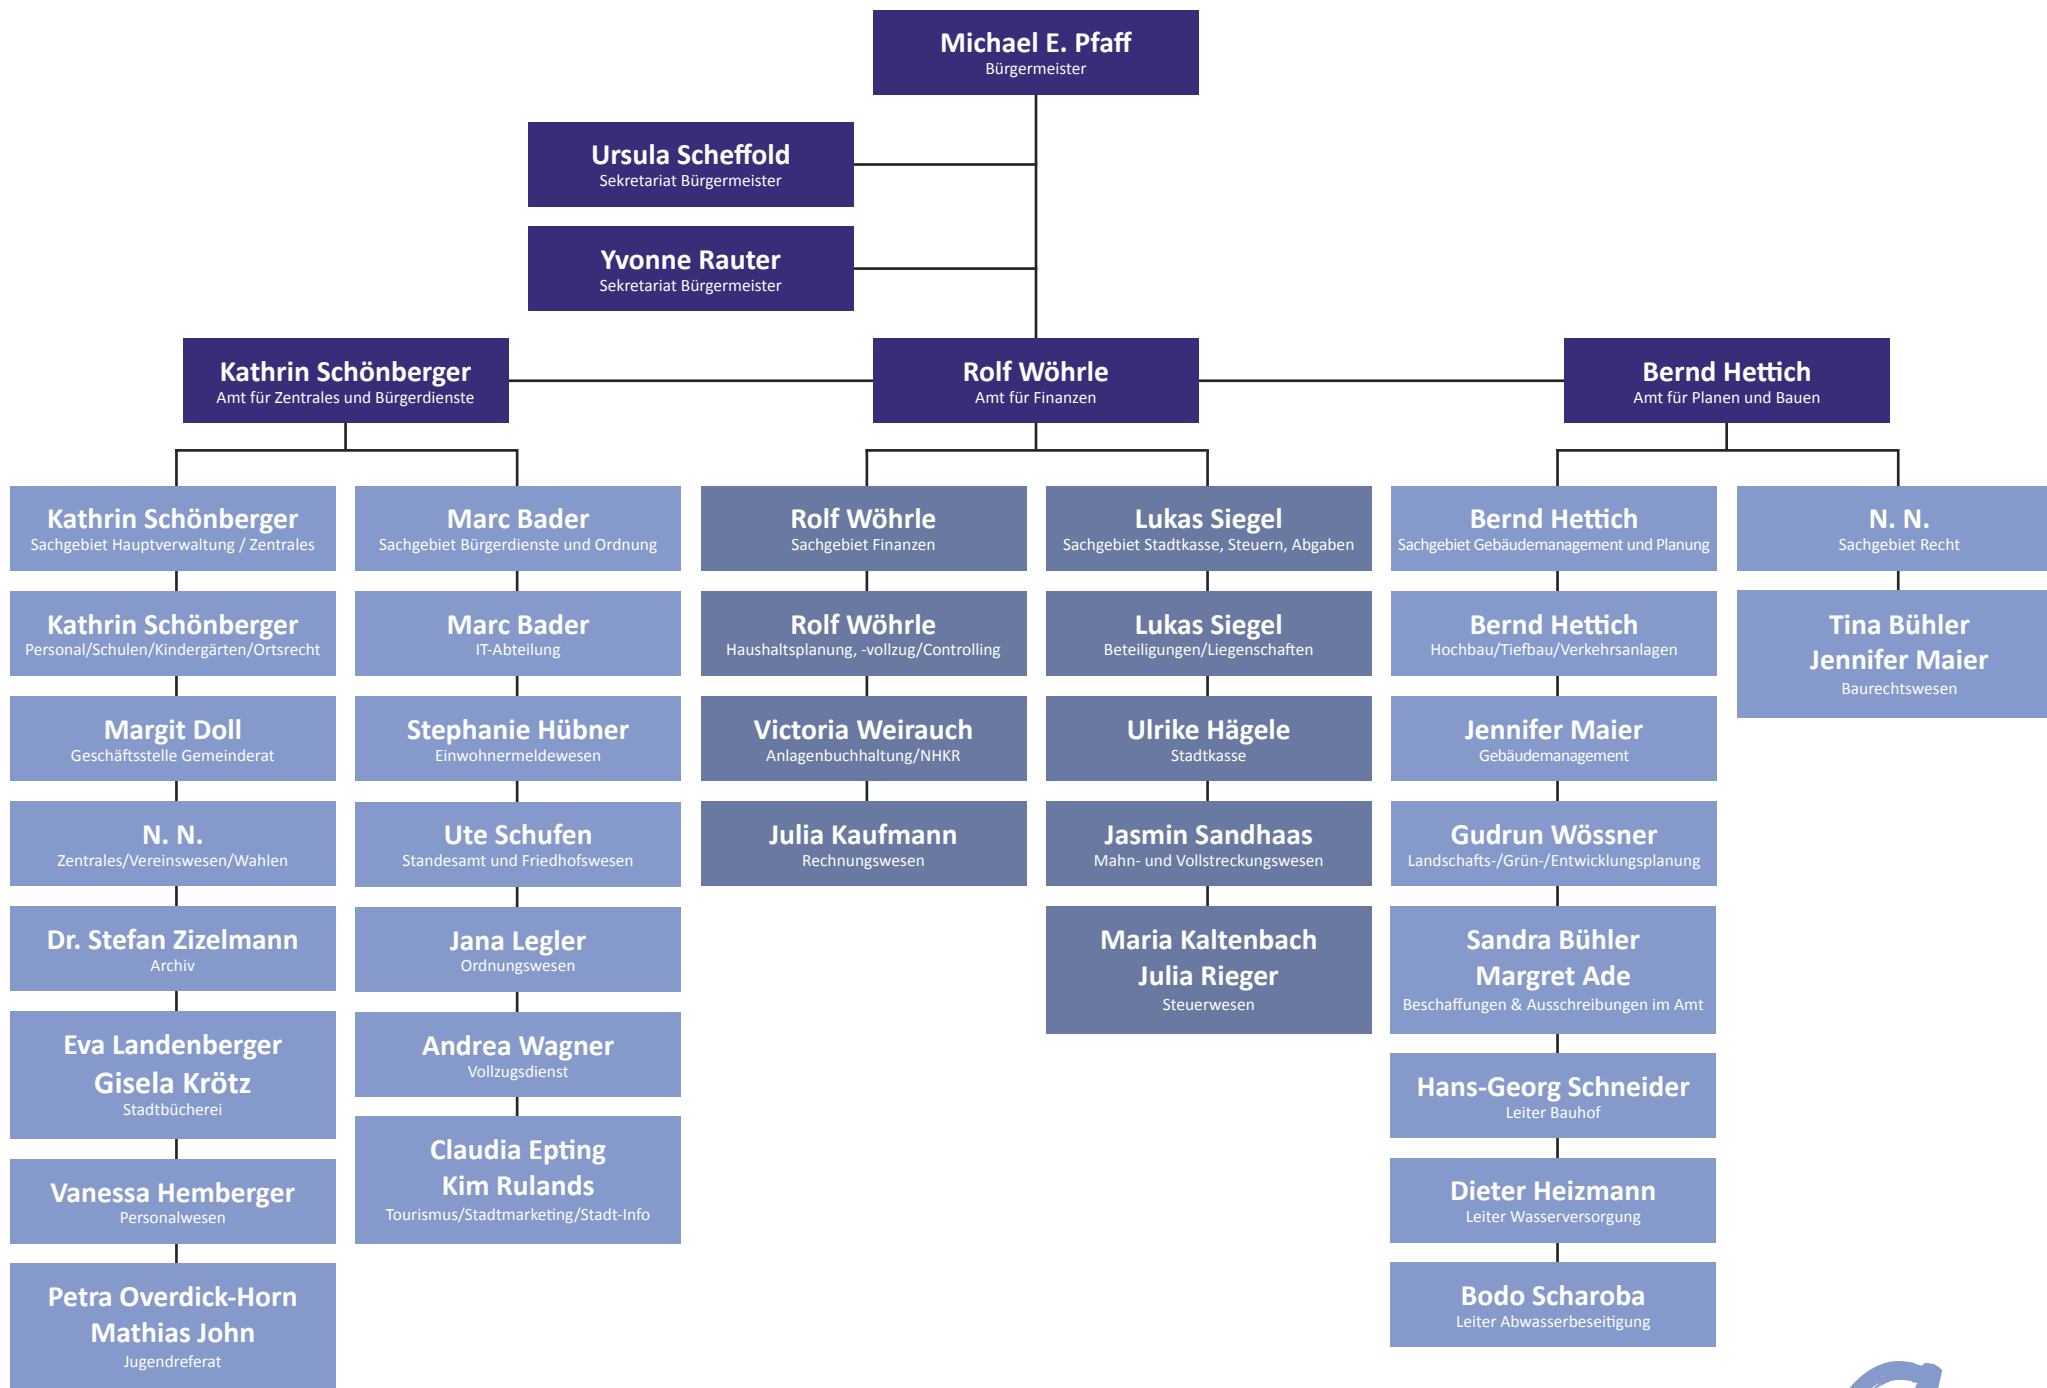 Michael E. Pfaff
Bürgermeister
Ursula Scheffold
Sekretariat Bürgermeister
Yvonne Rauter
Sekretariat Bürgermeister
Kathrin Schönberger
Amt für Zentrales und Bürgerdienste
Rolf Wöhrle
Amt für Finanzen
Bernd Hettich
Amt für Planen und Bauen
Kathrin Schönberger
Sachgebiet Hauptverwaltung / Zentrales
Kathrin Schönberger
Personal/Schulen/Kindergärten/Ortsrecht
Margit Doll
Geschäftsstelle Gemeinderat
N. N.
Zentrales/Vereinswesen/Wahlen
Dr. Stefan Zizelmann
Archiv
Eva Landenberger
Gisela Krötz
Stadtbücherei
Vanessa Hemberger
Personalwesen
Petra Overdick-Horn
Mathias John
Jugendreferat
Marc Bader
Sachgebiet Bürgerdienste und Ordnung
Marc Bader
IT-Abteilung
Stephanie Hübner
Einwohnermeldewesen
Ute Schufen
Standesamt und Friedhofswesen
Jana Legler
Ordnungswesen
Andrea Wagner
Vollzugsdienst
Claudia Epting
Kim Rulands
Tourismus/Stadtmarketing/Stadt-Info
Rolf Wöhrle
Sachgebiet Finanzen
Rolf Wöhrle
Haushaltsplanung, -vollzug/Controlling
Victoria Weirauch
Anlagenbuchhaltung/NHKR
Julia Kaufmann
Rechnungswesen
Lukas Siegel
Sachgebiet Stadtkasse, Steuern, Abgaben
Lukas Siegel
Beteiligungen/Liegenschaften
Ulrike Hägele
Stadtkasse
Jasmin Sandhaas
Mahn- und Vollstreckungswesen
Maria Kaltenbach
Julia Rieger
Steuerwesen
Bernd Hettich
Sachgebiet Gebäudemanagement und Planung
Bernd Hettich
Hochbau/Tiefbau/Verkehrsanlagen
Jennifer Maier
Gebäudemanagement
Gudrun Wössner
Landschafts-/Grün-/Entwicklungsplanung
Sandra Bühler
Margret Ade
Beschaffungen & Ausschreibungen im Amt
Hans-Georg Schneider
Leiter Bauhof
Dieter Heizmann
Leiter Wasserversorgung
Bodo Scharoba
Leiter Abwasserbeseitigung
N. N.
Sachgebiet Recht
Tina Bühler
Jennifer Maier
Baurechtswesen